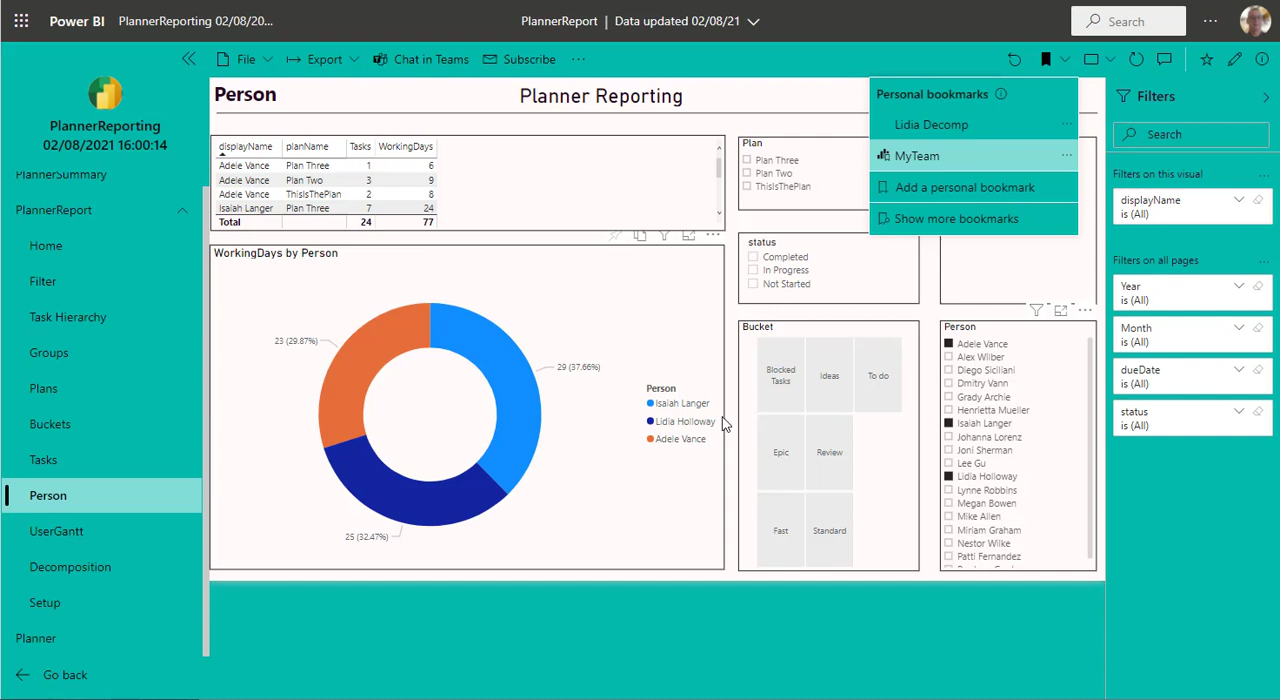 Power BI PlannerReporting 02/08/20... PlannerReport | Data updated 02/08/21 Search ...
File Export Chat in Teams Subscribe ...
PlannerReporting
02/08/2021 16:00:14
PlannerSummary
PlannerReport
Home
Filter
Task Hierarchy
Groups
Plans
Buckets
Tasks
Person
UserGantt
Decomposition
Setup
Planner
Go back
Person Planner Reporting
displayName planName Tasks WorkingDays
Adele Vance Plan Three 1 6
Adele Vance Plan Two 3 9
Adele Vance ThisIsThePlan 2 8
Isaiah Langer Plan Three 7 24
Total 24 77
WorkingDays by Person
23 (29.87%)
29 (37.66%)
25 (32.47%)
Person
Isaiah Langer
Lidia Holloway
Adele Vance
Plan
Plan Three
Plan Two
ThisIsThePlan
status
Completed
In Progress
Not Started
Bucket
Blocked Tasks
Ideas
To do
Epic
Review
Fast
Standard
Personal bookmarks
Lidia Decomp ...
MyTeam ...
Add a personal bookmark
Show more bookmarks
Person
Adele Vance
Alex Wilber
Diego Siciliani
Dmitry Vann
Grady Archie
Henrietta Mueller
Isaiah Langer
Johanna Lorenz
Joni Sherman
Lee Gu
Lidia Holloway
Lynne Robbins
Megan Bowen
Mike Allen
Miriam Graham
Nestor Wilke
Patti Fernandez
Filters
Search
Filters on this visual ...
displayName
is (All)
Filters on all pages ...
Year
is (All)
Month
is (All)
dueDate
is (All)
status
is (All)